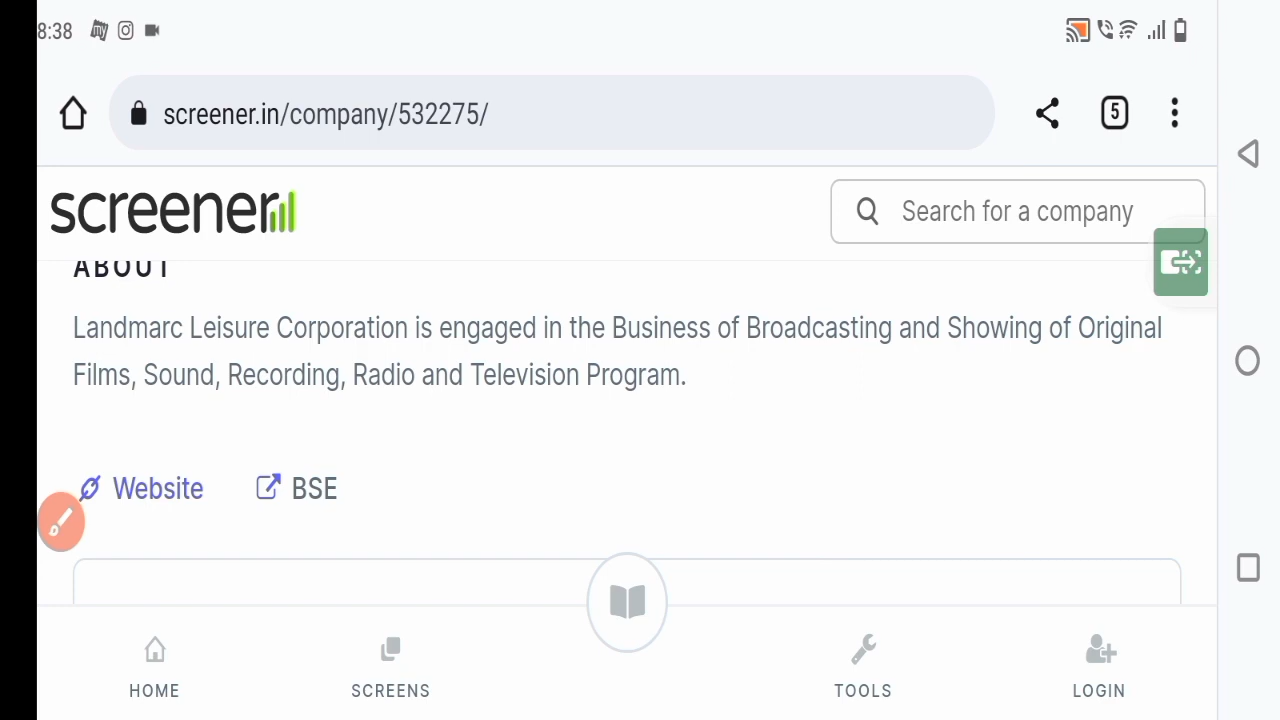 8:38
screener.in/company/532275/
5
screener
Search for a company
ABOUT
Landmarc Leisure Corporation is engaged in the Business of Broadcasting and Showing of Original
Films, Sound, Recording, Radio and Television Program.
Website BSE
HOME SCREENS TOOLS LOGIN